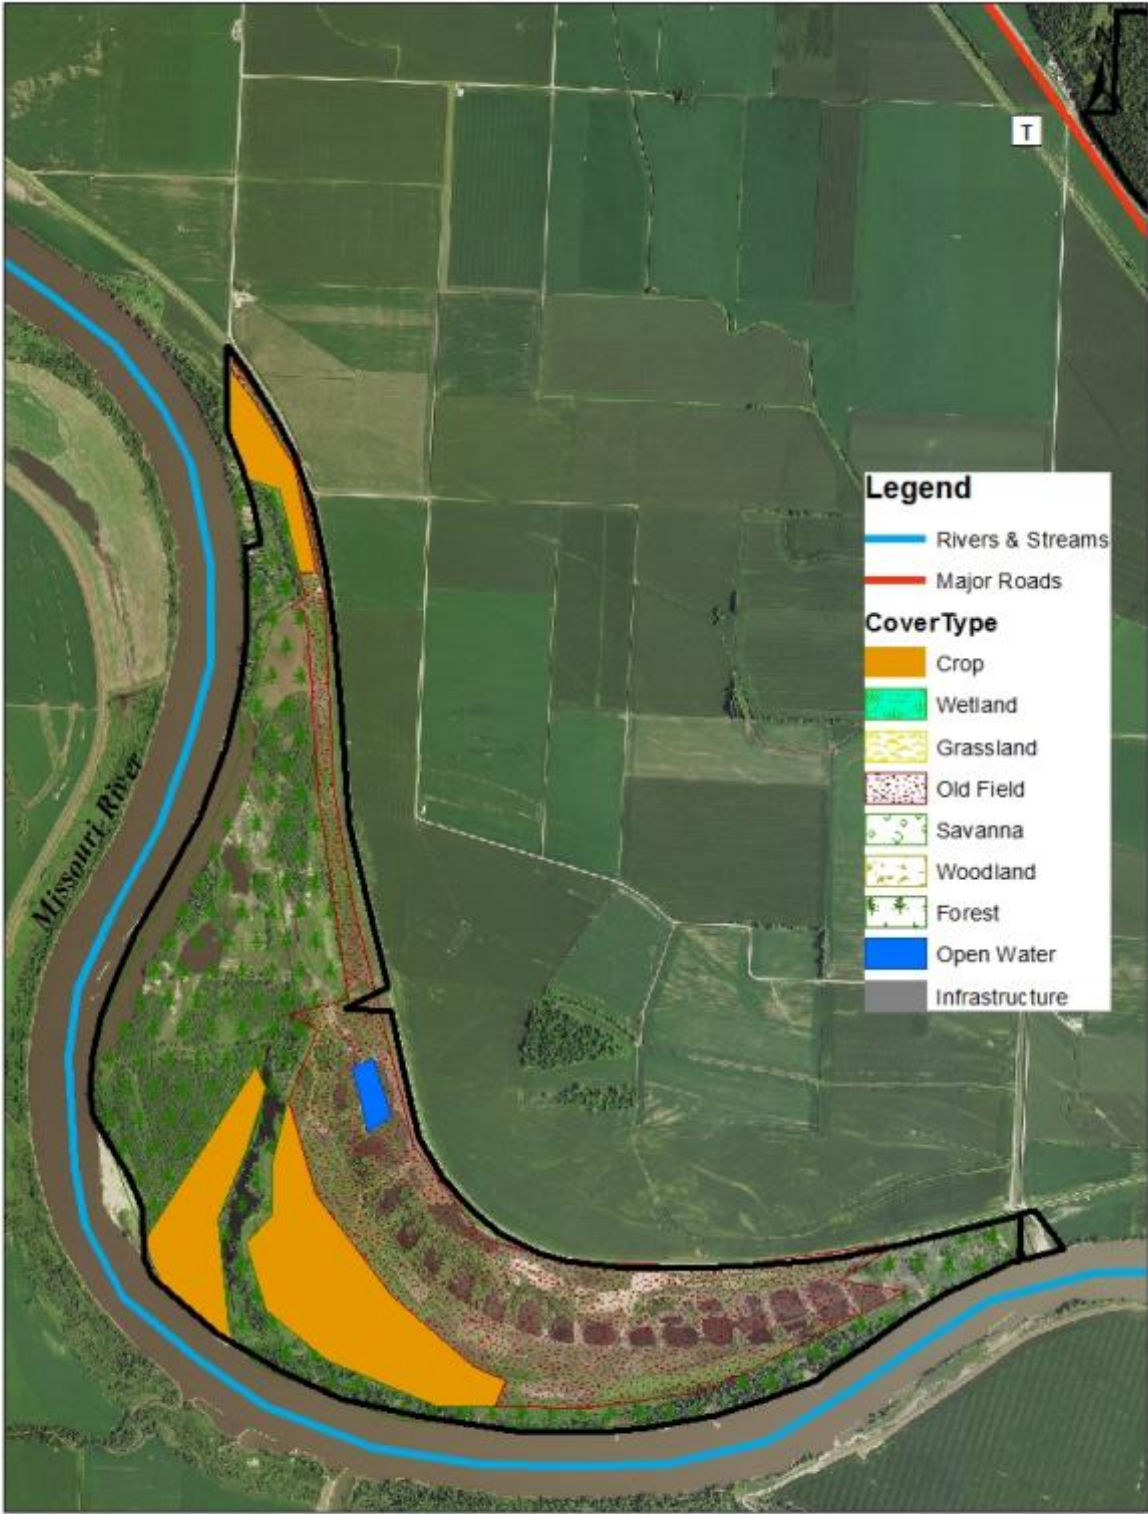 T
Legend
Rivers & Streams
Major Roads
CoverType
Crop
Wetland
Grassland
Old Field
Savanna
Woodland
Forest
Open Water
Infrastructure
Missouri River